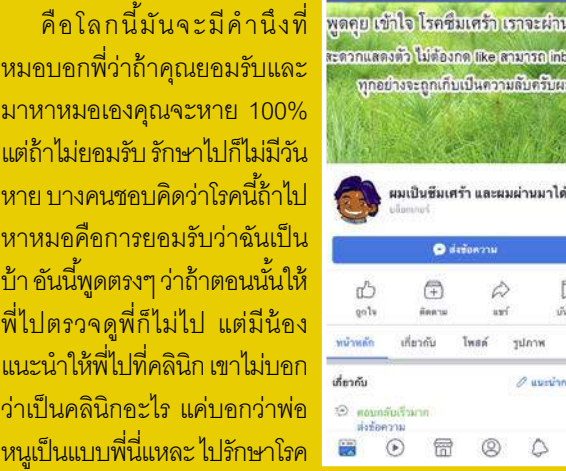 คือโลกนี้มันจะมีคำนึงที่
หมอบอกพี่ว่าถ้าคุณยอมรับและ
มาหาหมอเองคุณจะหาย 100%
แต่ถ้าไม่ยอมรับ รักษาไปก็ไม่มีวัน
หาย บางคนชอบคิดว่าโรคนี้ถ้าไป
หาหมอคือการยอมรับว่าฉันเป็น
บ้า อันนี้พูดตรงๆ ว่าถ้าตอนนั้นให้
พี่ไปตรวจดูพี่ก็ไม่ไป แต่มีน้อง
แนะนำให้พี่ไปที่คลินิก เขาไม่บอก
ว่าเป็นคลินิกอะไร แค่บอกว่าพ่อ
หนูเป็นแบบพี่นี่แหละ ไปรักษาโรค
พูดคุย เข้าใจ โรคซึมเศร้า เราจะผ่าน
สะดวกแสดงตัว ไม่ต้องกด like สามารถ inb
ทุกอย่างจะถูกเก็บเป็นความลับครับผม
ผมเป็นซึมเศร้า และผมผ่านมาได้
บล็อกเกอร์
ส่งข้อความ
ถูกใจ ติดตาม แชร์
หน้าหลัก เกี่ยวกับ โพสต์ รูปภาพ
เกี่ยวกับ
ตอบกลับเร็วมาก
ส่งข้อความ